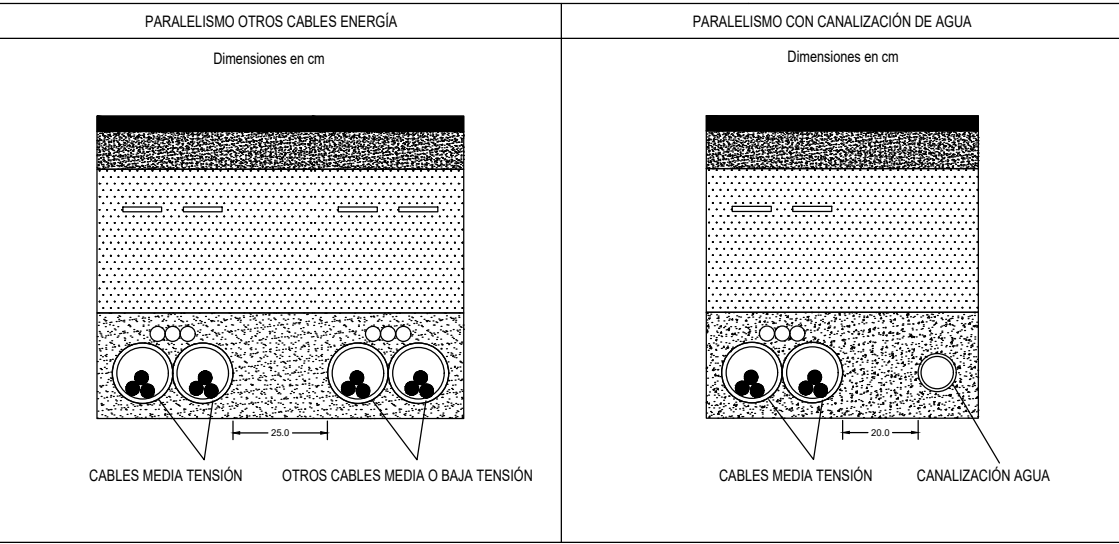 PARALELISMO OTROS CABLES ENERGÍA
Dimensiones en cm
25.0
CABLES MEDIA TENSIÓN
OTROS CABLES MEDIA O BAJA TENSIÓN
PARALELISMO CON CANALIZACIÓN DE AGUA
Dimensiones en cm
20.0
CABLES MEDIA TENSIÓN
CANALIZACIÓN AGUA